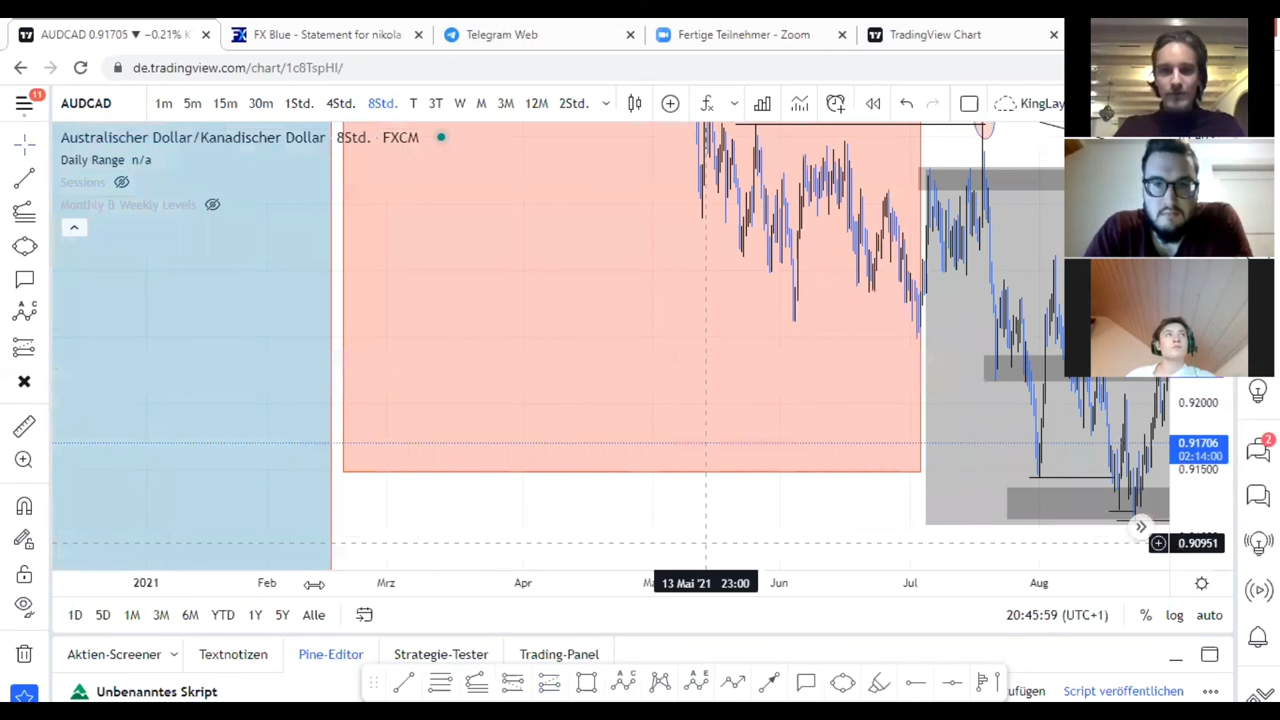 AUDCAD 0.91705 ▼ −0.21% K
FX Blue - Statement for nikola
Telegram Web
Fertige Teilnehmer - Zoom
TradingView Chart
de.tradingview.com/chart/1c8TspHl/
11
AUDCAD 1m 5m 15m 30m 1Std. 4Std. 8Std. T 3T W M 3M 12M 2Std. KingLay
Australischer Dollar/Kanadischer Dollar 8Std. · FXCM
Daily Range n/a
Sessions
Monthly & Weekly Levels
0.92000
0.91706
02:14:00
0.91500
2
0.90951
2021 Feb Mrz Apr 13 Mai '21 23:00 Jun Jul Aug
1D 5D 1M 3M 6M YTD 1Y 5Y Alle 20:45:59 (UTC+1) % log auto
Aktien-Screener Textnotizen Pine-Editor Strategie-Tester Trading-Panel
Unbenanntes Skript Script veröffentlichen